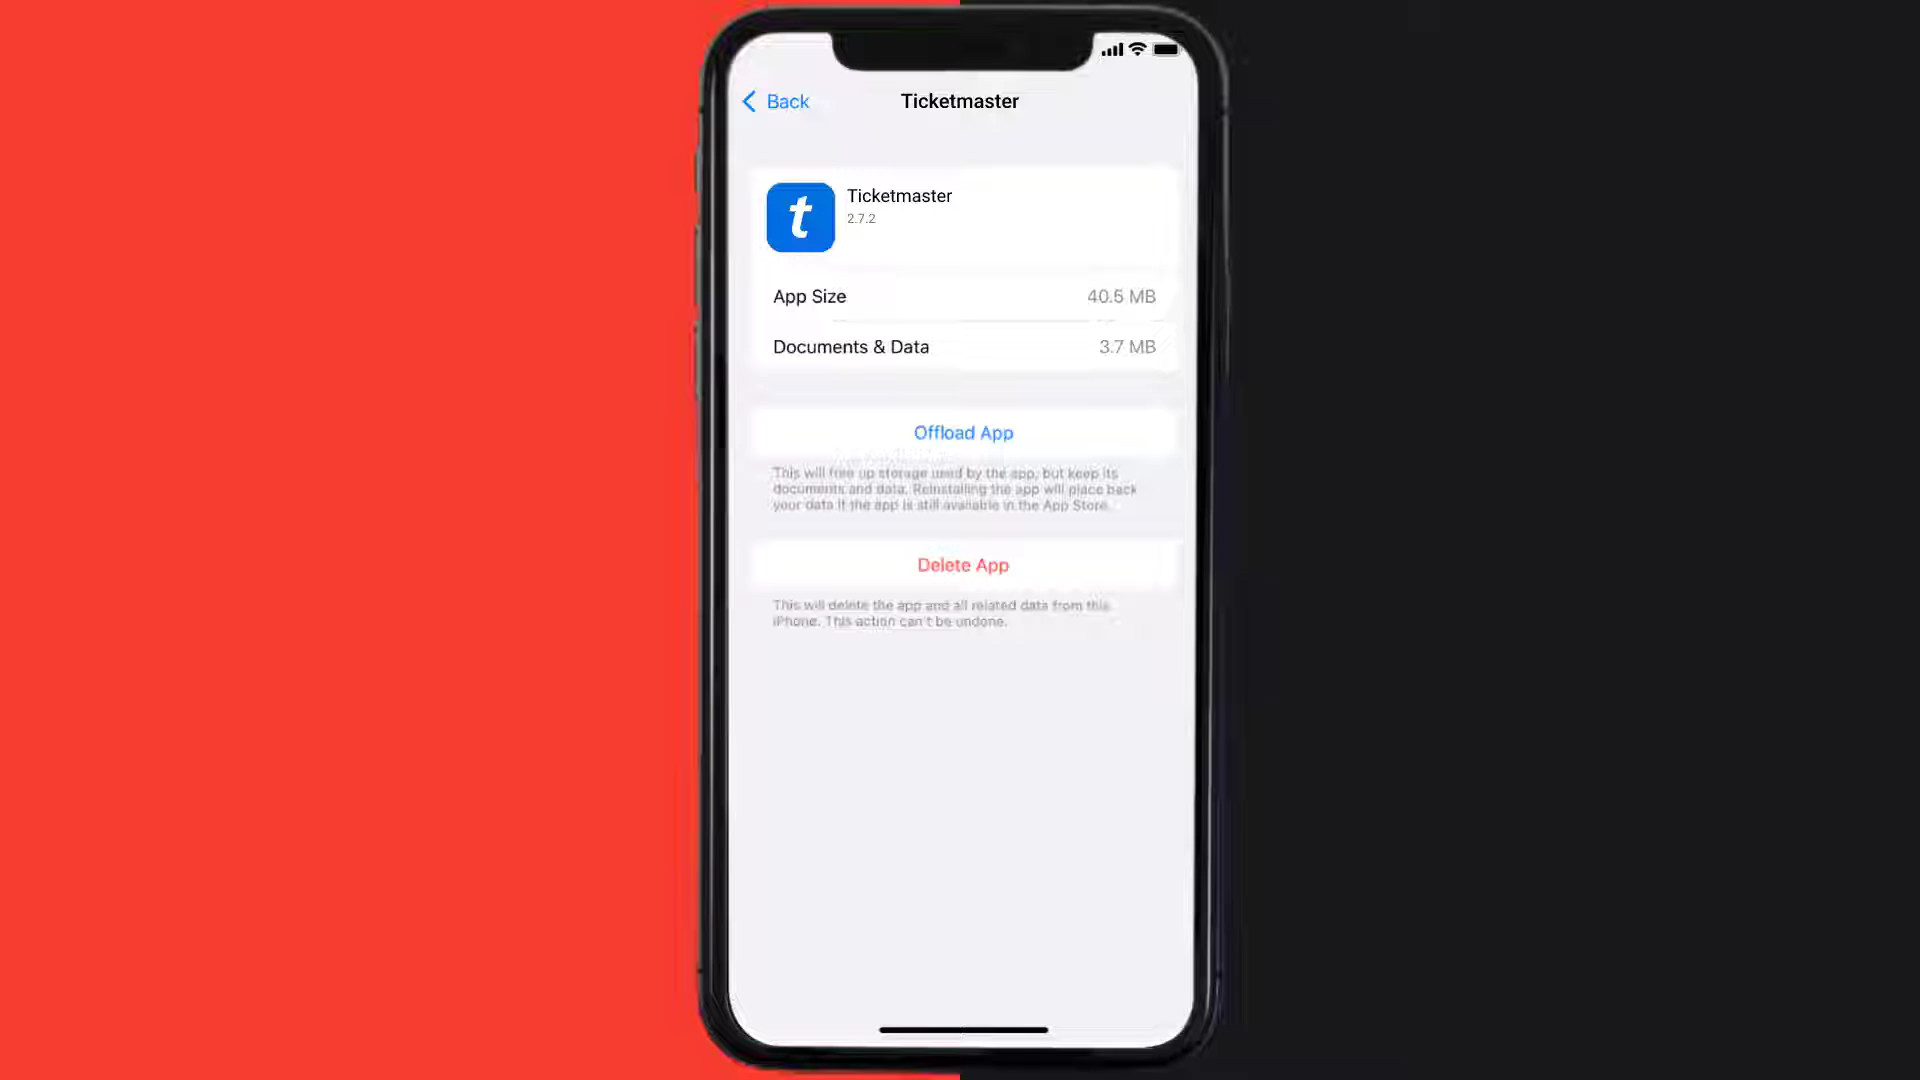 Back
Ticketmaster
t
Ticketmaster
2.7.2
App Size
40.5 MB
Documents & Data
3.7 MB
Offload App
This will free up storage used by the app, but keep its
documents and data. Reinstalling the app will place back
your data if the app is still available in the App Store.
Delete App
This will delete the app and all related data from this
iPhone. This action can't be undone.